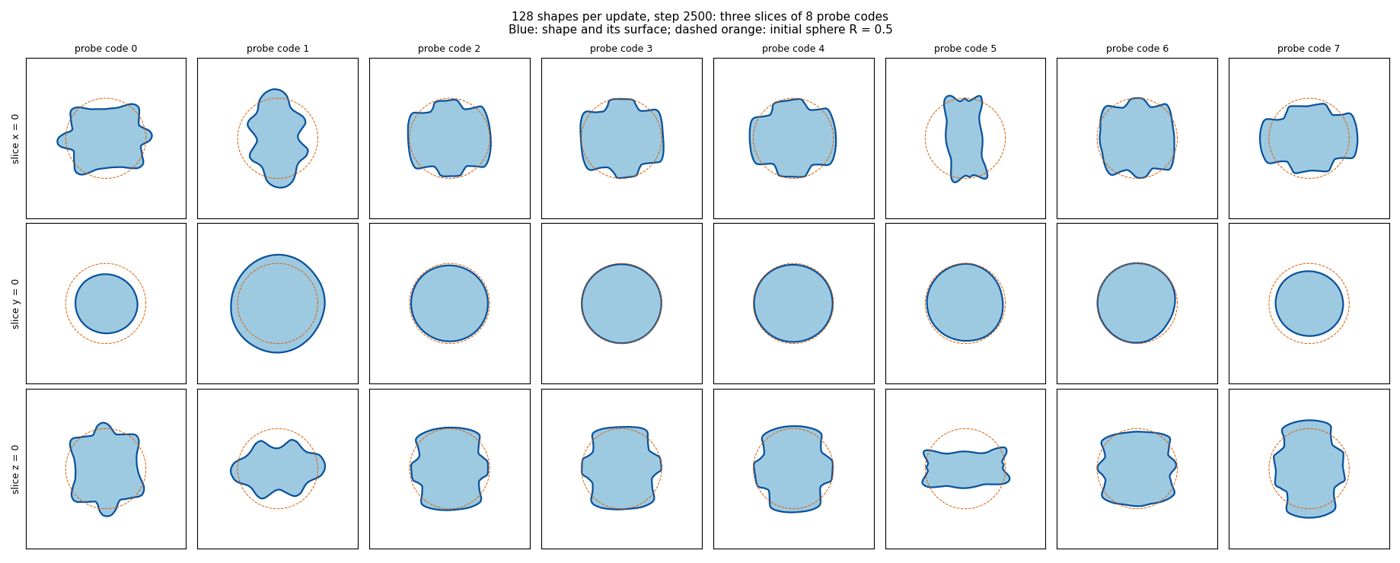 128 shapes per update, step 2500: three slices of 8 probe codes
Blue: shape and its surface; dashed orange: initial sphere R = 0.5
probe code 0
probe code 1
probe code 2
probe code 3
probe code 4
probe code 5
probe code 6
probe code 7
slice x = 0
slice y = 0
slice z = 0